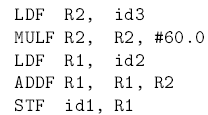 LDF R2, id3
MULF R2, R2, #60.0
LDF R1, id2
ADDF R1, R1, R2
STF id1, R1